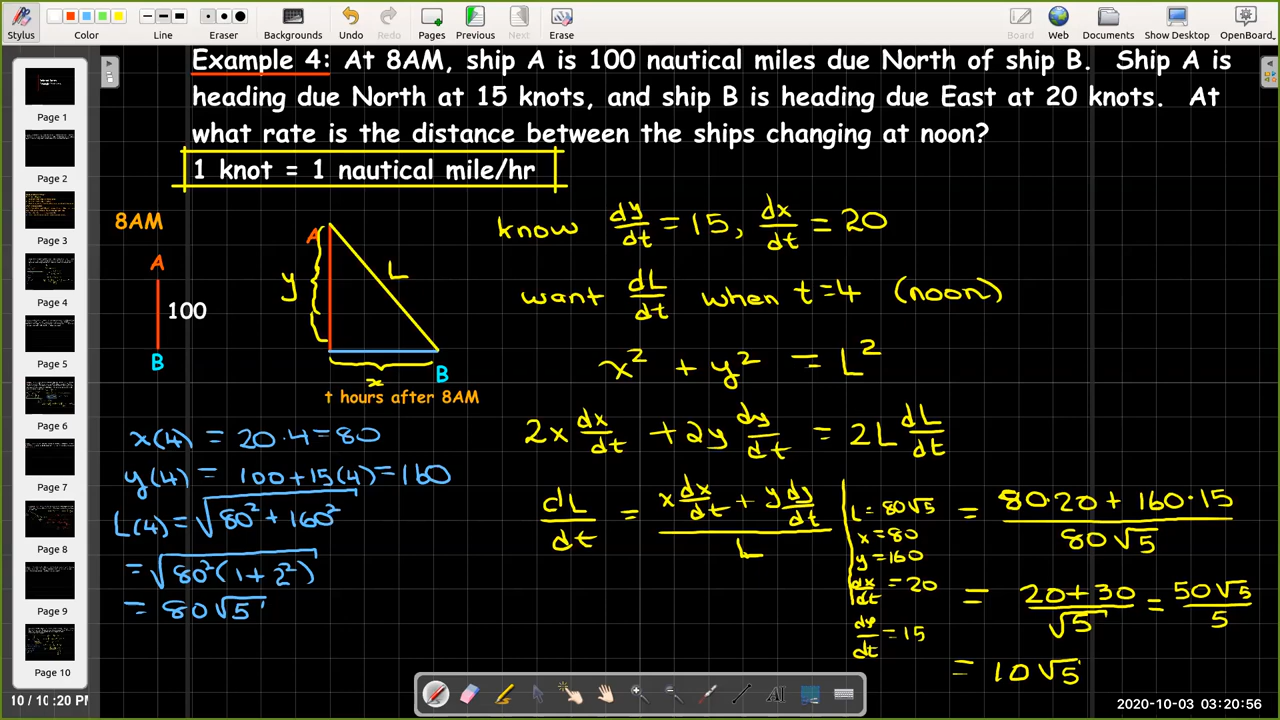 Stylus
Color
Line
Eraser
Backgrounds
Undo
Pages
Previous
Next
Erase
Board
Web
Documents
Show Desktop
OpenBoard
Page 1
Page 2
Page 3
Page 4
Page 5
Page 6
Page 7
Page 8
Page 9
Page 10
Example 4: At 8AM, ship A is 100 nautical miles due North of ship B. Ship A is
heading due North at 15 knots, and ship B is heading due East at 20 knots. At
what rate is the distance between the ships changing at noon?
1 knot = 1 nautical mile/hr
8AM
A
100
B
A
y
L
x
B
t hours after 8AM
x(4) = 20·4=80
y(4) = 100+15(4)=160
L(4) = √80²+160²
= √80²(1+2²)
= 80√5
know dy/dt = 15, dx/dt = 20
want dL/dt when t=4 (noon)
x² + y² = L²
2x dx/dt + 2y dy/dt = 2L dL/dt
dL/dt = (x dx/dt + y dy/dt)/L
L=80√5
x=80
y=160
dx/dt = 20
dy/dt = 15
= (80·20+160·15)/80√5
= (20+30)/√5 = 50√5/5
= 10√5
AI
10 / 10
:20 PM
2020-10-03 03:20:56